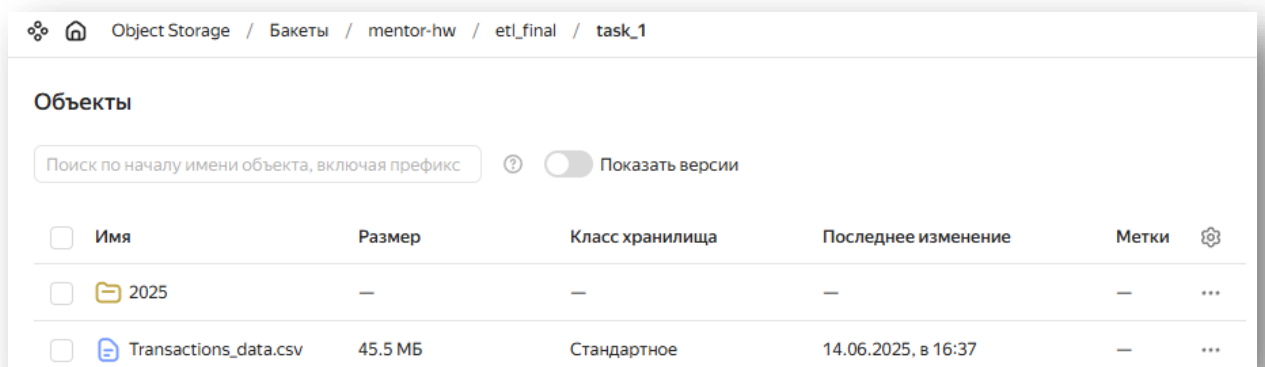 Object Storage / Бакеты / mentor-hw / etl_final / task_1
Объекты
Поиск по началу имени объекта, включая префикс ? Показать версии
Имя Размер Класс хранилища Последнее изменение Метки
2025 — — — — ...
Transactions_data.csv 45.5 МБ Стандартное 14.06.2025, в 16:37 — ...